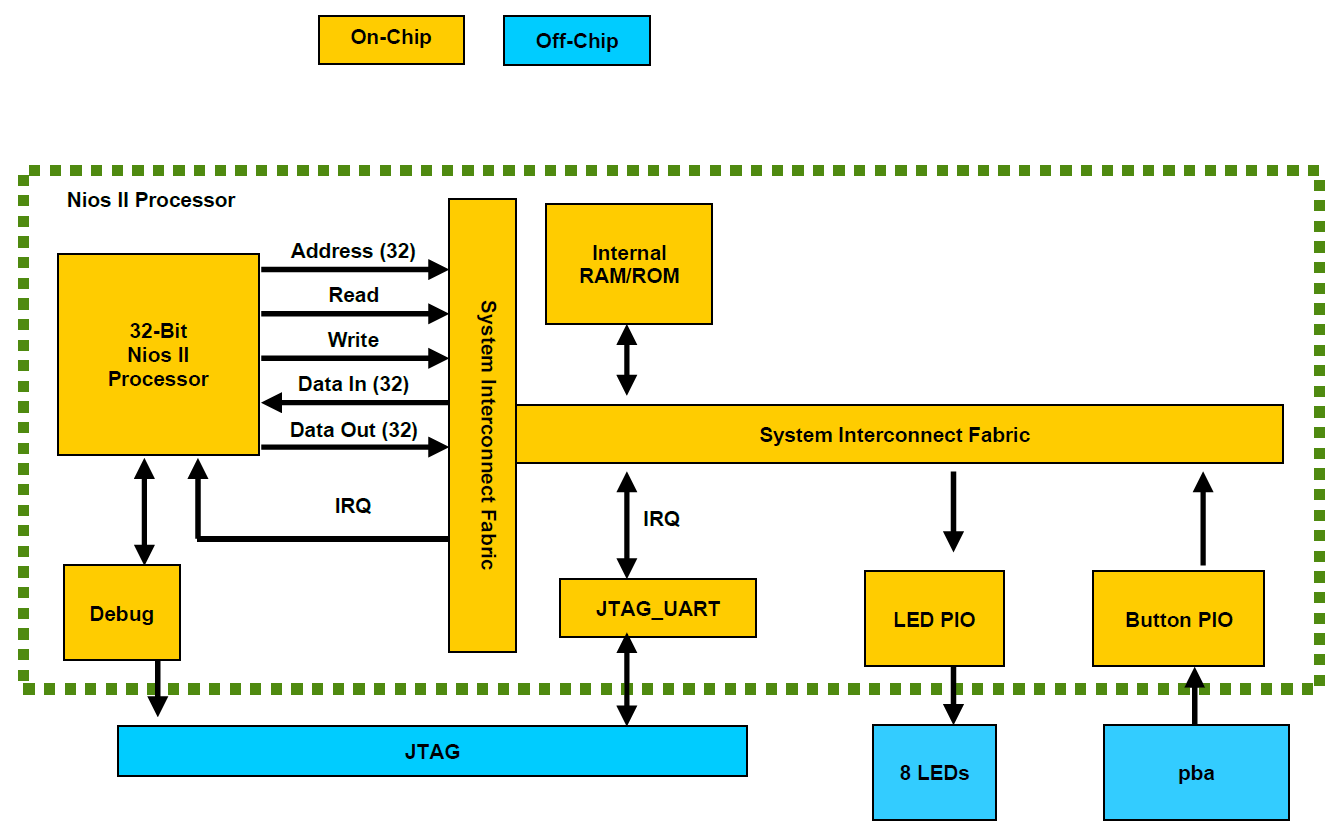 On-Chip
Off-Chip
Nios II Processor
32-Bit
Nios II
Processor
Address (32)
Read
Write
Data In (32)
Data Out (32)
IRQ
System Interconnect Fabric
Internal
RAM/ROM
System Interconnect Fabric
IRQ
Debug
JTAG_UART
LED PIO
Button PIO
JTAG
8 LEDs
pba